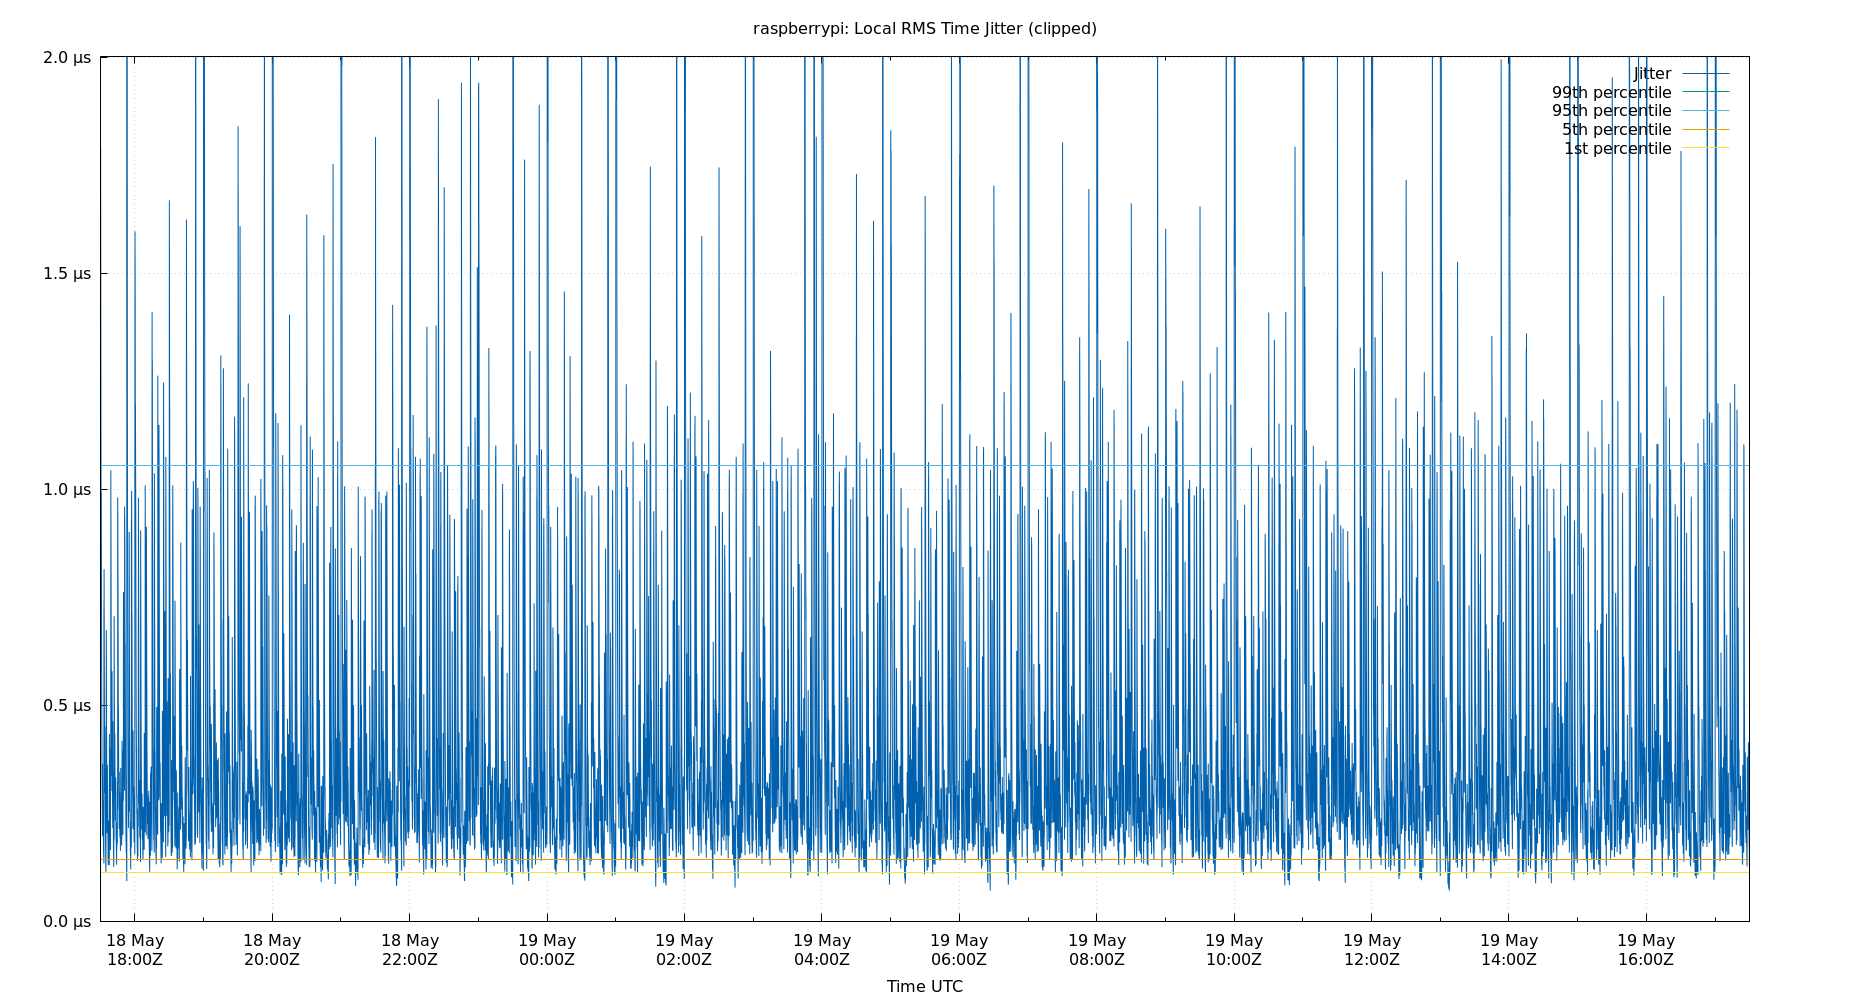 raspberrypi: Local RMS Time Jitter (clipped)
2.0 µs
1.5 µs
1.0 µs
0.5 µs
0.0 µs
Jitter
99th percentile
95th percentile
5th percentile
1st percentile
18 May 18 May 18 May 19 May 19 May 19 May 19 May 19 May 19 May 19 May 19 May 19 May
18:00Z 20:00Z 22:00Z 00:00Z 02:00Z 04:00Z 06:00Z 08:00Z 10:00Z 12:00Z 14:00Z 16:00Z
Time UTC